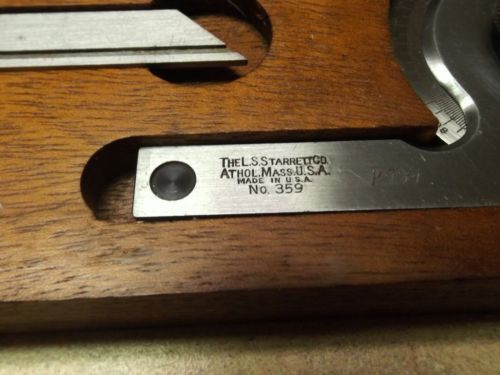 THE L.S. STARRETT CO.
ATHOL, MASS. U.S.A.
MADE IN U.S.A.
NO. 359